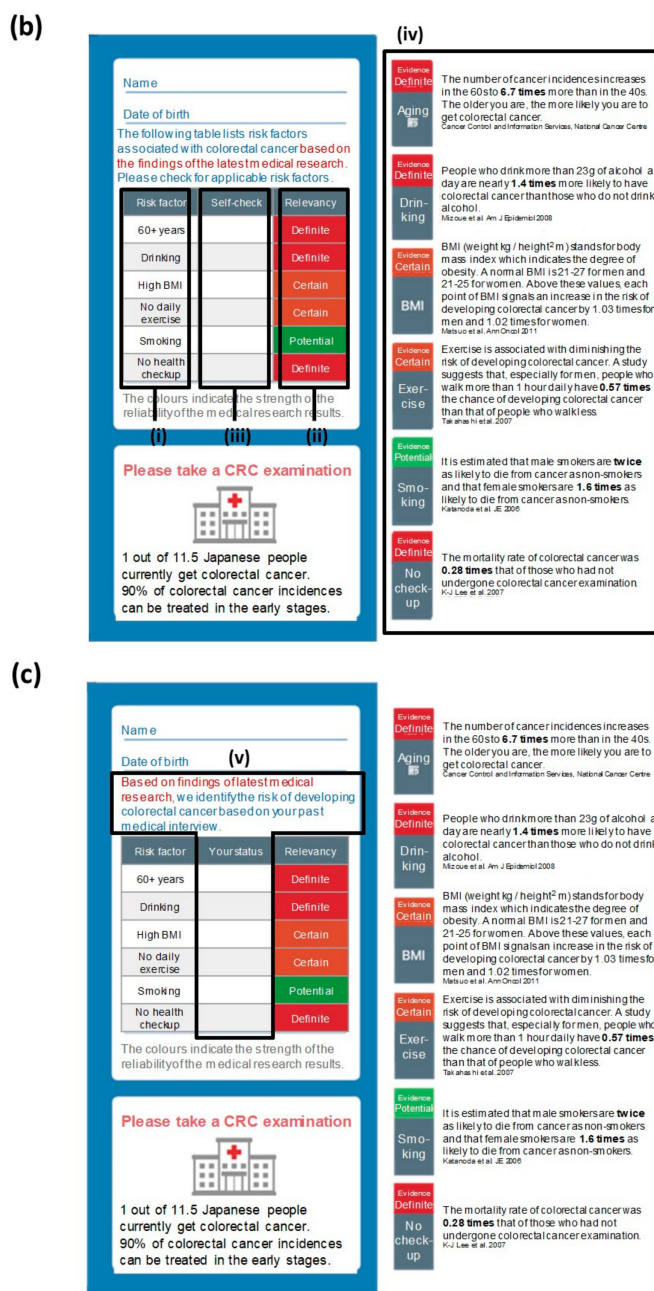 (b)
Name
Date of birth
The following table lists risk factors
associated with colorectal cancer based on
the findings of the latest medical research.
Please check for applicable risk factors.
Risk factor Self-check Relevancy
60+ years Definite
Drinking Definite
High BMI Certain
No daily
exercise Certain
Smoking Potential
No health
checkup Definite
The colours indicate the strength of the
reliability of the medical research results.
(i) (iii) (ii)
Please take a CRC examination
1 out of 11.5 Japanese people
currently get colorectal cancer.
90% of colorectal cancer incidences
can be treated in the early stages.
(iv)
Evidence
Definite
Aging
The number of cancer incidences increases
in the 60s to 6.7 times more than in the 40s.
The older you are, the more likely you are to
get colorectal cancer.
Cancer Control and Information Services, National Cancer Centre
Evidence
Definite
Drin-
king
People who drink more than 23g of alcohol a
day are nearly 1.4 times more likely to have
colorectal cancer than those who do not drink
alcohol.
Mizoue et al. Am J Epidemiol 2008
Evidence
Certain
BMI
BMI (weight kg / height² m) stands for body
mass index which indicates the degree of
obesity. A normal BMI is 21-27 for men and
21-25 for women. Above these values, each
point of BMI signals an increase in the risk of
developing colorectal cancer by 1.03 times for
men and 1.02 times for women.
Matsuo et al. Ann Oncol 2011
Evidence
Certain
Exer-
cise
Exercise is associated with diminishing the
risk of developing colorectal cancer. A study
suggests that, especially for men, people who
walk more than 1 hour daily have 0.57 times
the chance of developing colorectal cancer
than that of people who walk less.
Takahashi et al. 2007
Evidence
Potential
Smo-
king
It is estimated that male smokers are twice
as likely to die from cancer as non-smokers
and that female smokers are 1.6 times as
likely to die from cancer as non-smokers.
Katanoda et al. JE 2006
Evidence
Definite
No
check-
up
The mortality rate of colorectal cancer was
0.28 times that of those who had not
undergone colorectal cancer examination.
K-J Lee et al. 2007
(c)
Name
Date of birth
(v)
Based on findings of latest medical
research, we identify the risk of developing
colorectal cancer based on your past
medical interview.
Risk factor Your status Relevancy
60+ years Definite
Drinking Definite
High BMI Certain
No daily
exercise Certain
Smoking Potential
No health
checkup Definite
The colours indicate the strength of the
reliability of the medical research results.
Please take a CRC examination
1 out of 11.5 Japanese people
currently get colorectal cancer.
90% of colorectal cancer incidences
can be treated in the early stages.
Evidence
Definite
Aging
The number of cancer incidences increases
in the 60s to 6.7 times more than in the 40s.
The older you are, the more likely you are to
get colorectal cancer.
Cancer Control and Information Services, National Cancer Centre
Evidence
Definite
Drin-
king
People who drink more than 23g of alcohol a
day are nearly 1.4 times more likely to have
colorectal cancer than those who do not drink
alcohol.
Mizoue et al. Am J Epidemiol 2008
Evidence
Certain
BMI
BMI (weight kg / height² m) stands for body
mass index which indicates the degree of
obesity. A normal BMI is 21-27 for men and
21-25 for women. Above these values, each
point of BMI signals an increase in the risk of
developing colorectal cancer by 1.03 times for
men and 1.02 times for women.
Matsuo et al. Ann Oncol 2011
Evidence
Certain
Exer-
cise
Exercise is associated with diminishing the
risk of developing colorectal cancer. A study
suggests that, especially for men, people who
walk more than 1 hour daily have 0.57 times
the chance of developing colorectal cancer
than that of people who walk less.
Takahashi et al. 2007
Evidence
Potential
Smo-
king
It is estimated that male smokers are twice
as likely to die from cancer as non-smokers
and that female smokers are 1.6 times as
likely to die from cancer as non-smokers.
Katanoda et al. JE 2006
Evidence
Definite
No
check-
up
The mortality rate of colorectal cancer was
0.28 times that of those who had not
undergone colorectal cancer examination.
K-J Lee et al. 2007